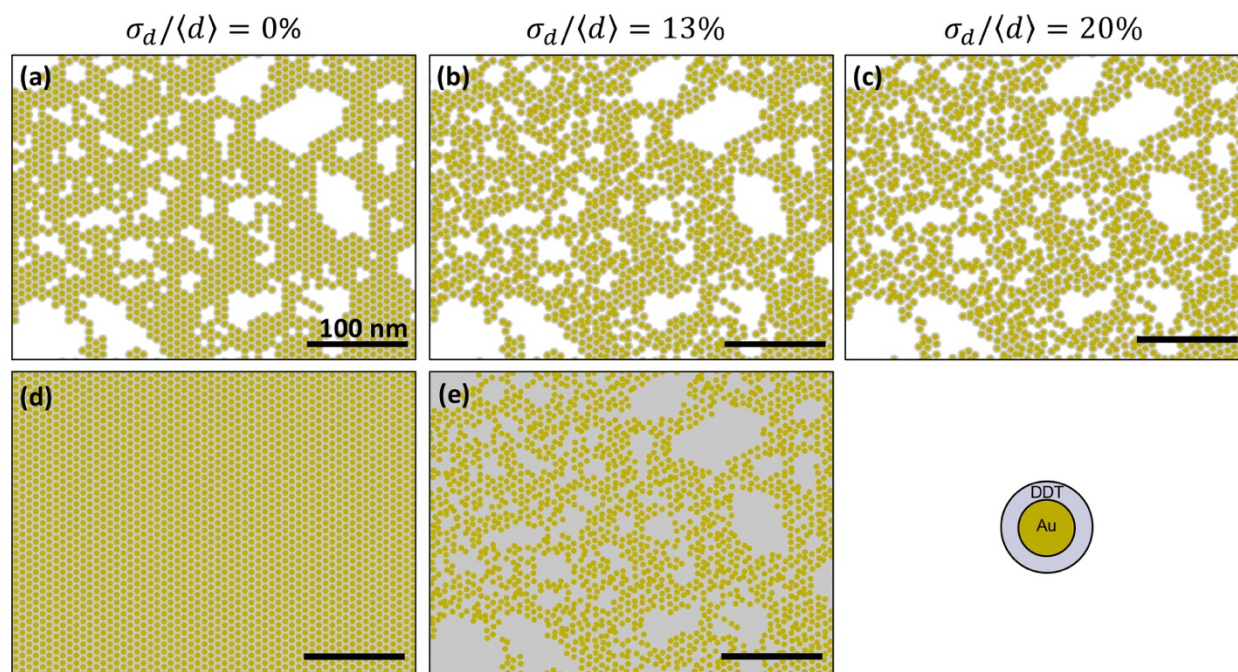 σ_d/⟨d⟩ = 0%
σ_d/⟨d⟩ = 13%
σ_d/⟨d⟩ = 20%
(a)
(b)
(c)
100 nm
(d)
(e)
DDT
Au